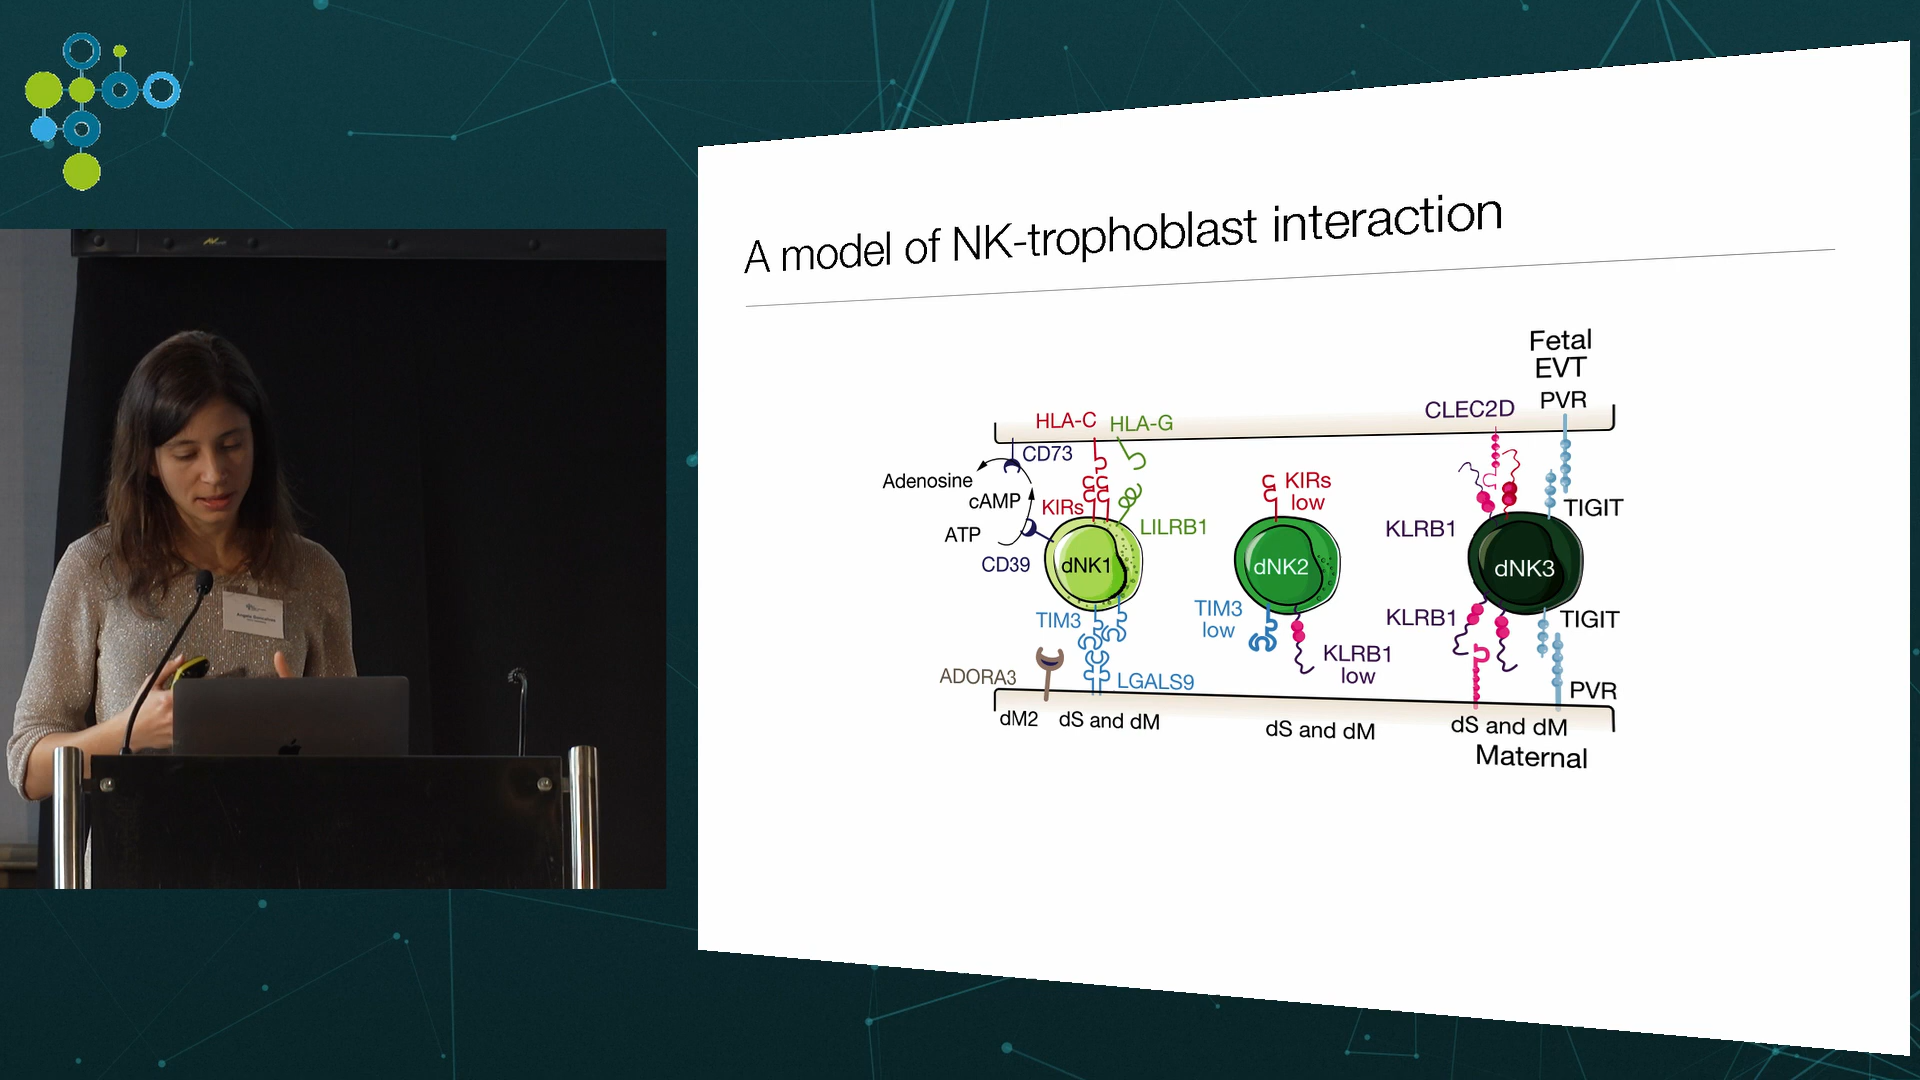 A model of NK-trophoblast interaction
Fetal
EVT
PVR
CLEC2D
HLA-C
HLA-G
CD73
Adenosine
cAMP
ATP
CD39
KIRs
LILRB1
dNK1
KIRs
low
dNK2
TIGIT
KLRB1
dNK3
TIM3
TIM3
low
KLRB1
low
KLRB1
TIGIT
ADORA3
LGALS9
PVR
dM2
dS and dM
dS and dM
dS and dM
Maternal